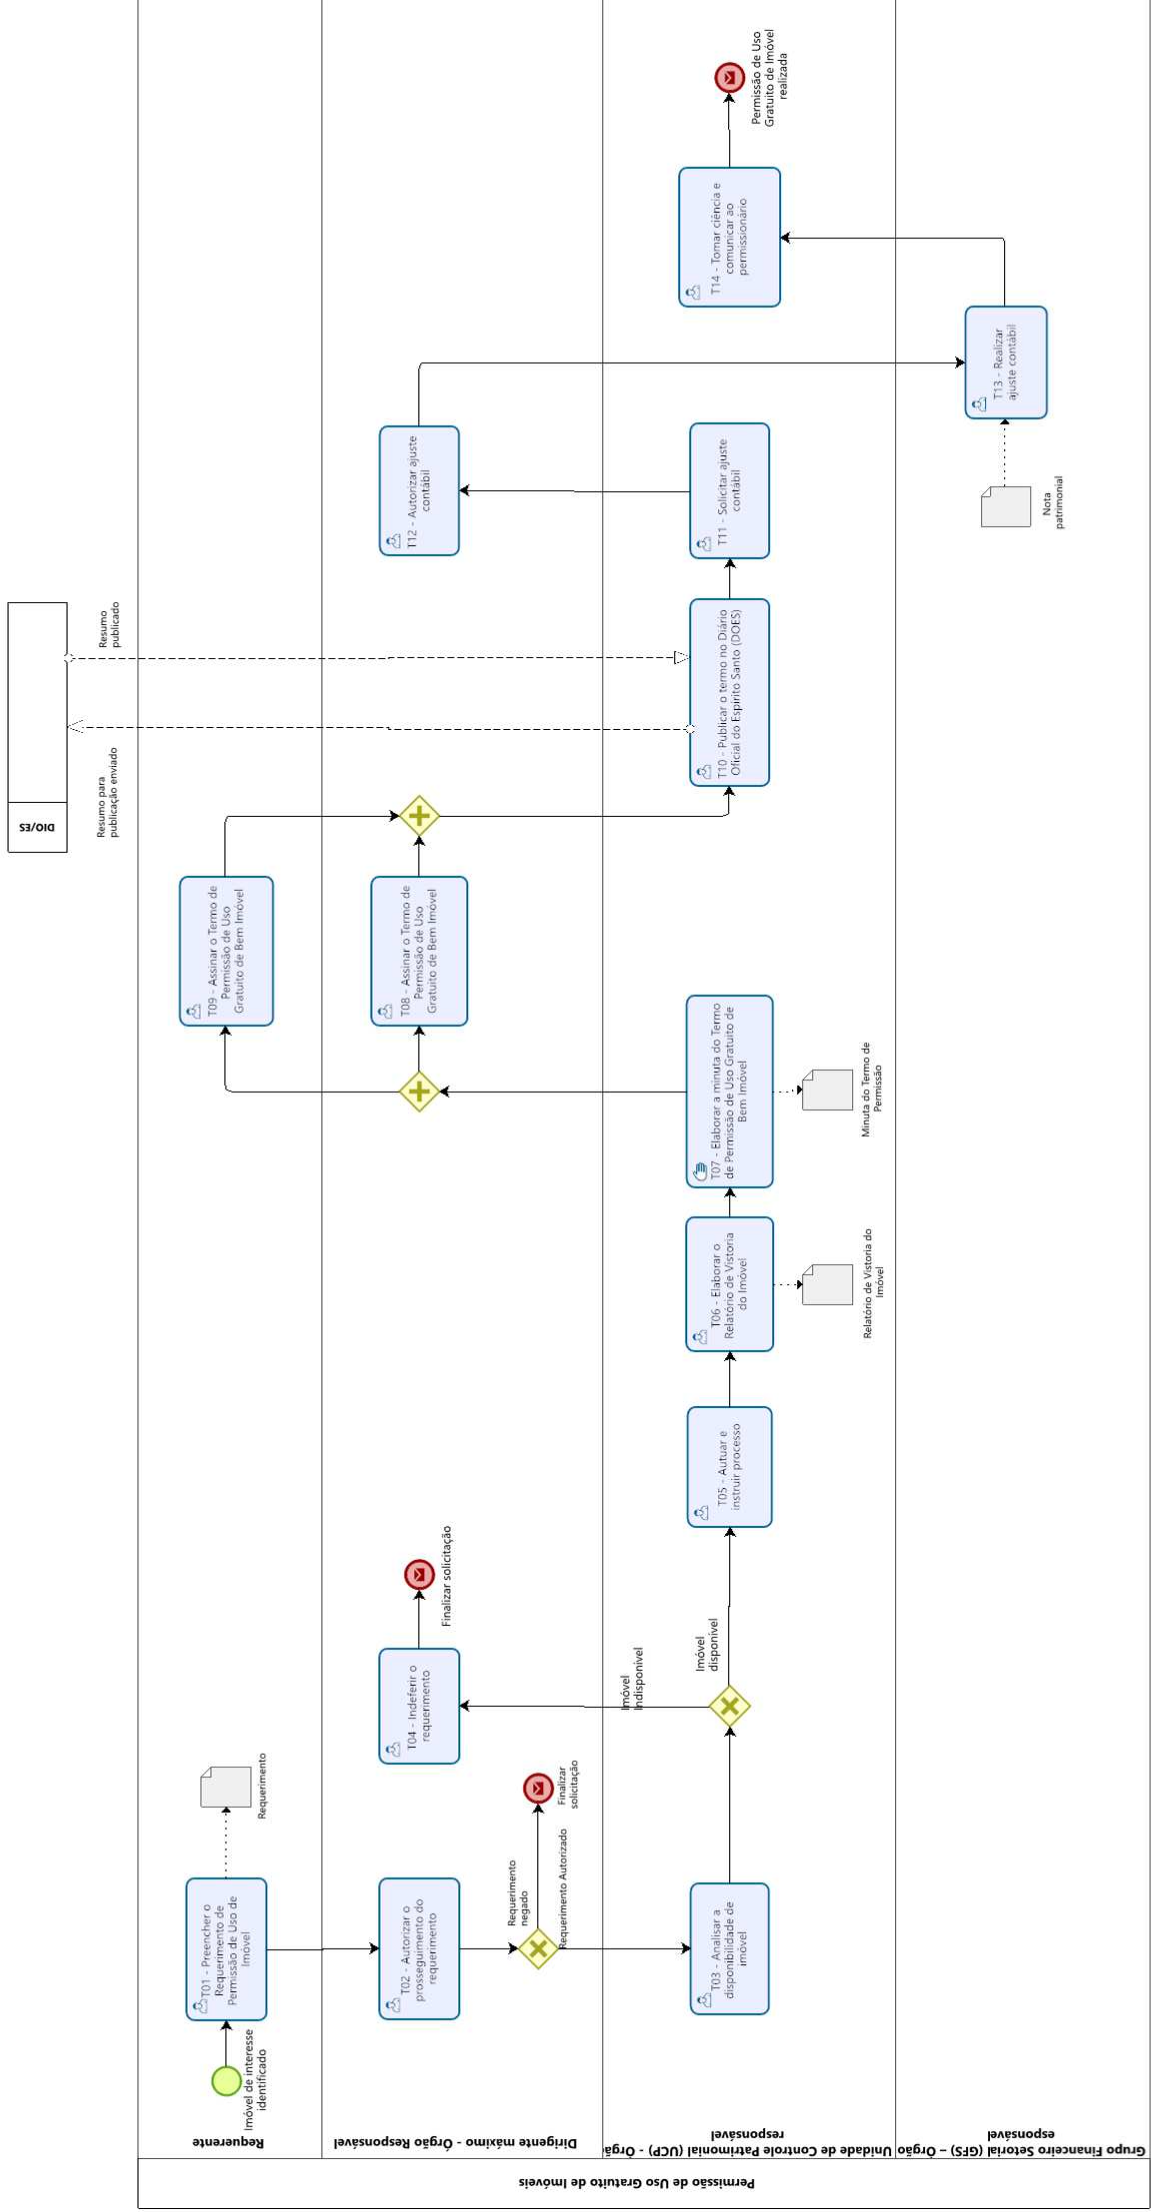 Permissão de Uso Gratuito de Imóveis
Requerente
Dirigente máximo - Órgão Responsável
Unidade de Controle Patrimonial (UCP) - Órgão
responsável
Grupo Financeiro Setorial (GFS) – Órgão
esponsável
Imóvel de interesse
identificado
T01 - Preencher o
Requerimento de
Permissão de Uso de
Imóvel
Requerimento
T02 - Autorizar o
prosseguimento do
requerimento
Requerimento
negado
Finalizar
solicitação
Requerimento Autorizado
T03 - Analisar a
disponibilidade de
imóvel
Imóvel
Indisponível
Imóvel
disponível
T04 - Indeferir o
requerimento
Finalizar solicitação
T05 - Autuar e
instruir processo
T06 - Elaborar o
Relatório de Vistoria
do Imóvel
Relatório de Vistoria do
Imóvel
T07 - Elaborar a minuta do Termo
de Permissão de Uso Gratuito de
Bem Imóvel
Minuta do Termo de
Permissão
T09 - Assinar o Termo de
Permissão de Uso
Gratuito de Bem Imóvel
T08 - Assinar o Termo de
Permissão de Uso
Gratuito de Bem Imóvel
DIO/ES
Resumo para
publicação enviado
Resumo
publicado
T10 - Publicar o termo no Diário
Oficial do Espírito Santo (DOES)
T11 - Solicitar ajuste
contábil
T12 - Autorizar ajuste
contábil
Nota
patrimonial
T13 - Realizar
ajuste contábil
T14 - Tomar ciência e
comunicar ao
permissionário
Permissão de Uso
Gratuito de Imóvel
realizada